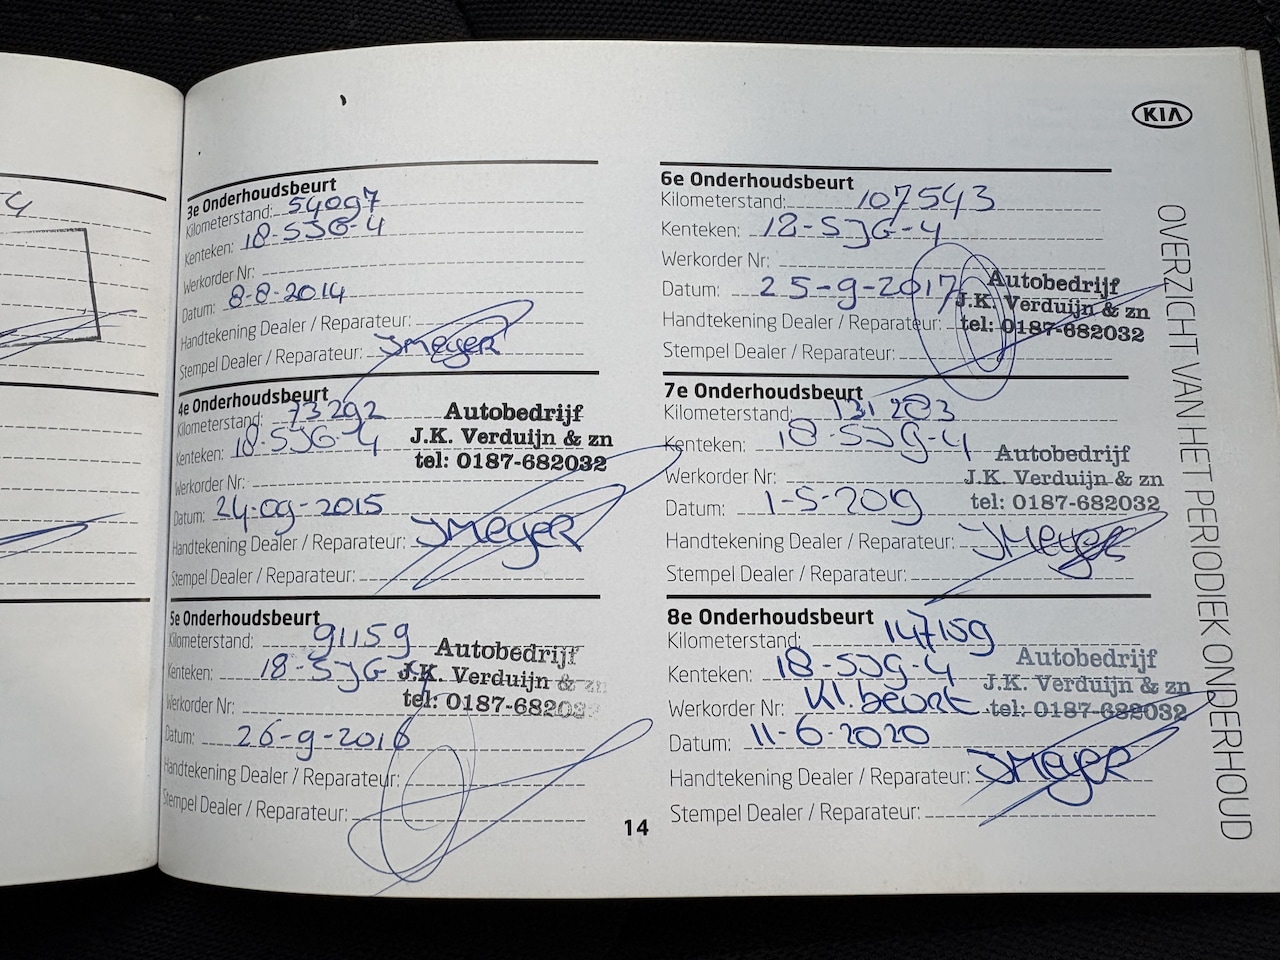 KIA
3e Onderhoudsbeurt
Kilometerstand: 54097
Kenteken: 18-SJG-4
Werkorder Nr:
Datum: 8-8-2014
Handtekening Dealer / Reparateur:
Stempel Dealer / Reparateur: JMeyer
4e Onderhoudsbeurt
Kilometerstand: 73292
Kenteken: 18-SJG-4
Werkorder Nr:
Datum: 24-09-2015
Handtekening Dealer / Reparateur: JMeyer
Stempel Dealer / Reparateur:
Autobedrijf
J.K. Verduijn & zn
tel: 0187-682032
5e Onderhoudsbeurt
Kilometerstand: 91159
Kenteken: 18-SJG-4
Werkorder Nr:
Datum: 26-9-2016
Handtekening Dealer / Reparateur:
Stempel Dealer / Reparateur:
Autobedrijf
J.K. Verduijn & zn
tel: 0187-682032
14
6e Onderhoudsbeurt
Kilometerstand: 107543
Kenteken: 18-SJG-4
Werkorder Nr:
Datum: 25-9-2017
Handtekening Dealer / Reparateur:
Stempel Dealer / Reparateur:
Autobedrijf
J.K. Verduijn & zn
tel: 0187-682032
7e Onderhoudsbeurt
Kilometerstand: 131283
Kenteken: 18-SJG-4
Werkorder Nr:
Datum: 1-5-2019
Handtekening Dealer / Reparateur: JMeyer
Stempel Dealer / Reparateur:
Autobedrijf
J.K. Verduijn & zn
tel: 0187-682032
8e Onderhoudsbeurt
Kilometerstand: 147159
Kenteken: 18-SJG-4
Werkorder Nr: Kl. beurt
Datum: 11-6-2020
Handtekening Dealer / Reparateur: JMeyer
Stempel Dealer / Reparateur:
Autobedrijf
J.K. Verduijn & zn
tel: 0187-682032
OVERZICHT VAN HET PERIODIEK ONDERHOUD